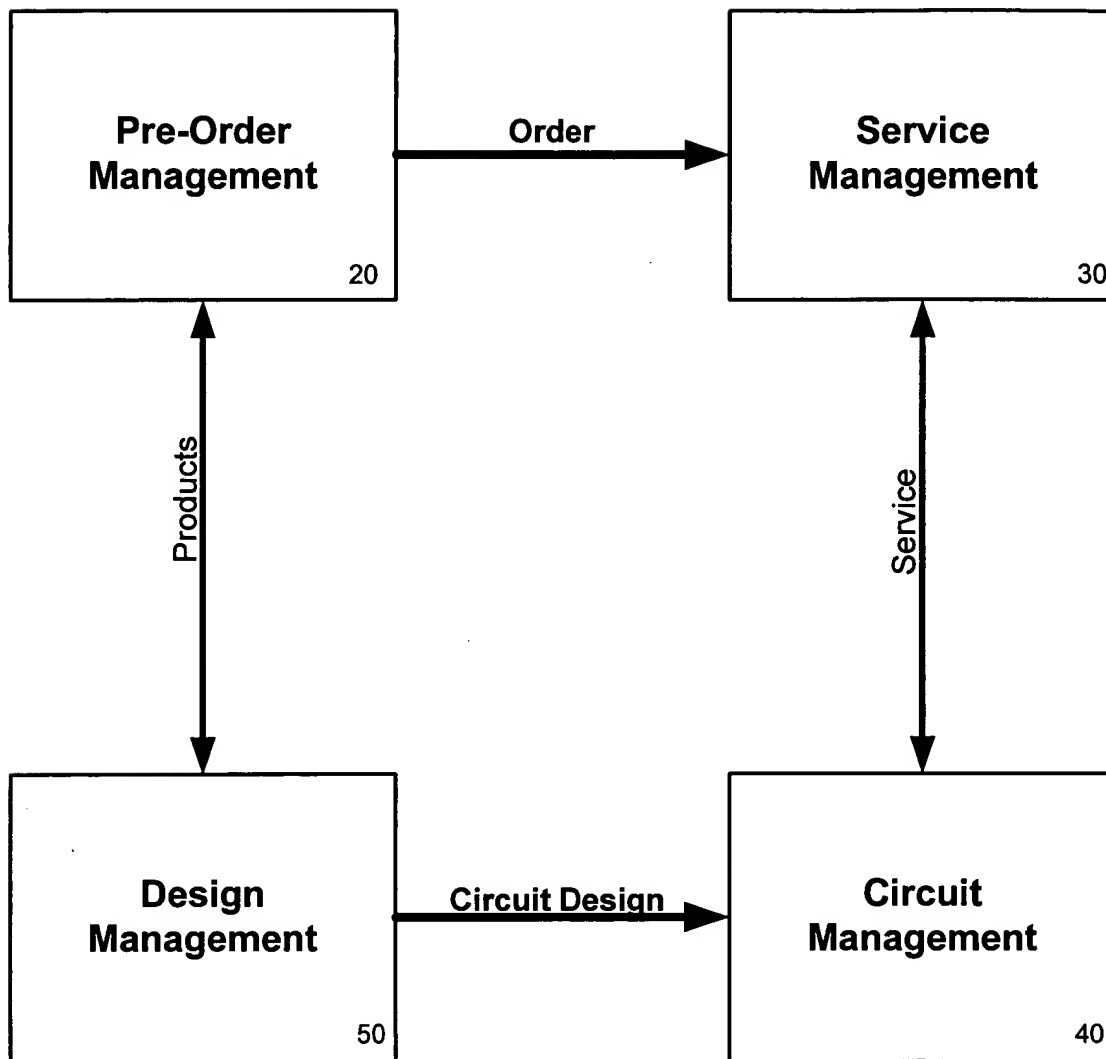 Pre-Order
Management
20
Order
Service
Management
30
Products
Service
Design
Management
50
Circuit Design
Circuit
Management
40